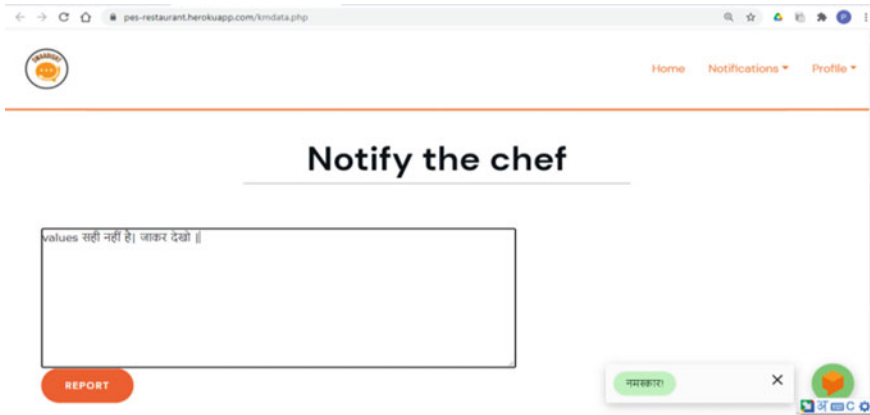 pes-restaurant.herokuapp.com/kmdata.php
Home Notifications Profile
Notify the chef
values सही नहीं है| जाकर देखो ||
REPORT
नमस्कार!
अ